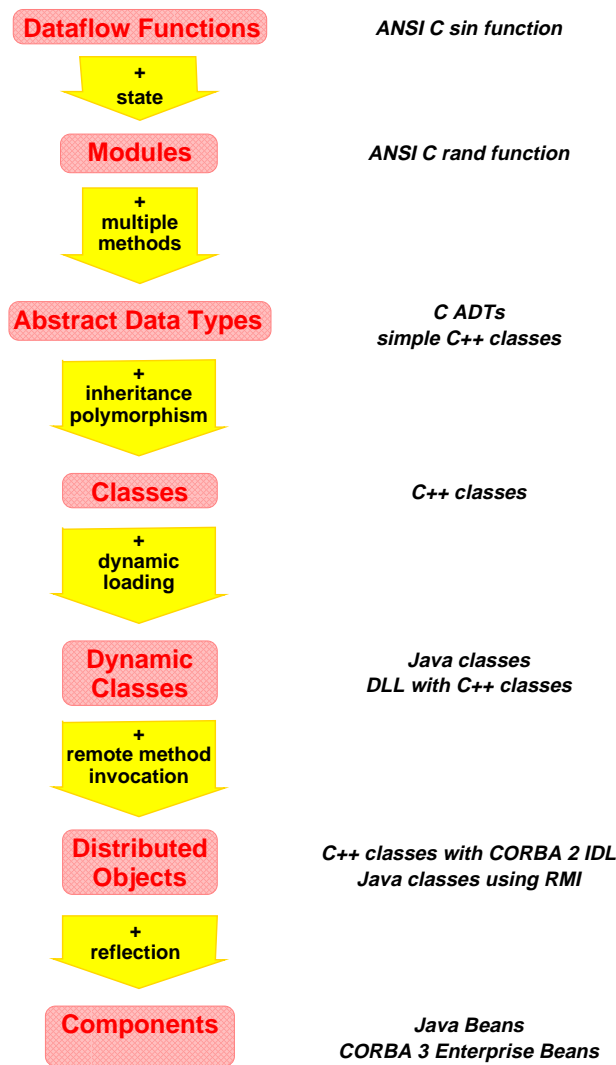 Dataflow Functions
ANSI C sin function
+
state
Modules
ANSI C rand function
+
multiple
methods
Abstract Data Types
C ADTs
simple C++ classes
+
inheritance
polymorphism
Classes
C++ classes
+
dynamic
loading
Dynamic
Classes
Java classes
DLL with C++ classes
+
remote method
invocation
Distributed
Objects
C++ classes with CORBA 2 IDL
Java classes using RMI
+
reflection
Components
Java Beans
CORBA 3 Enterprise Beans